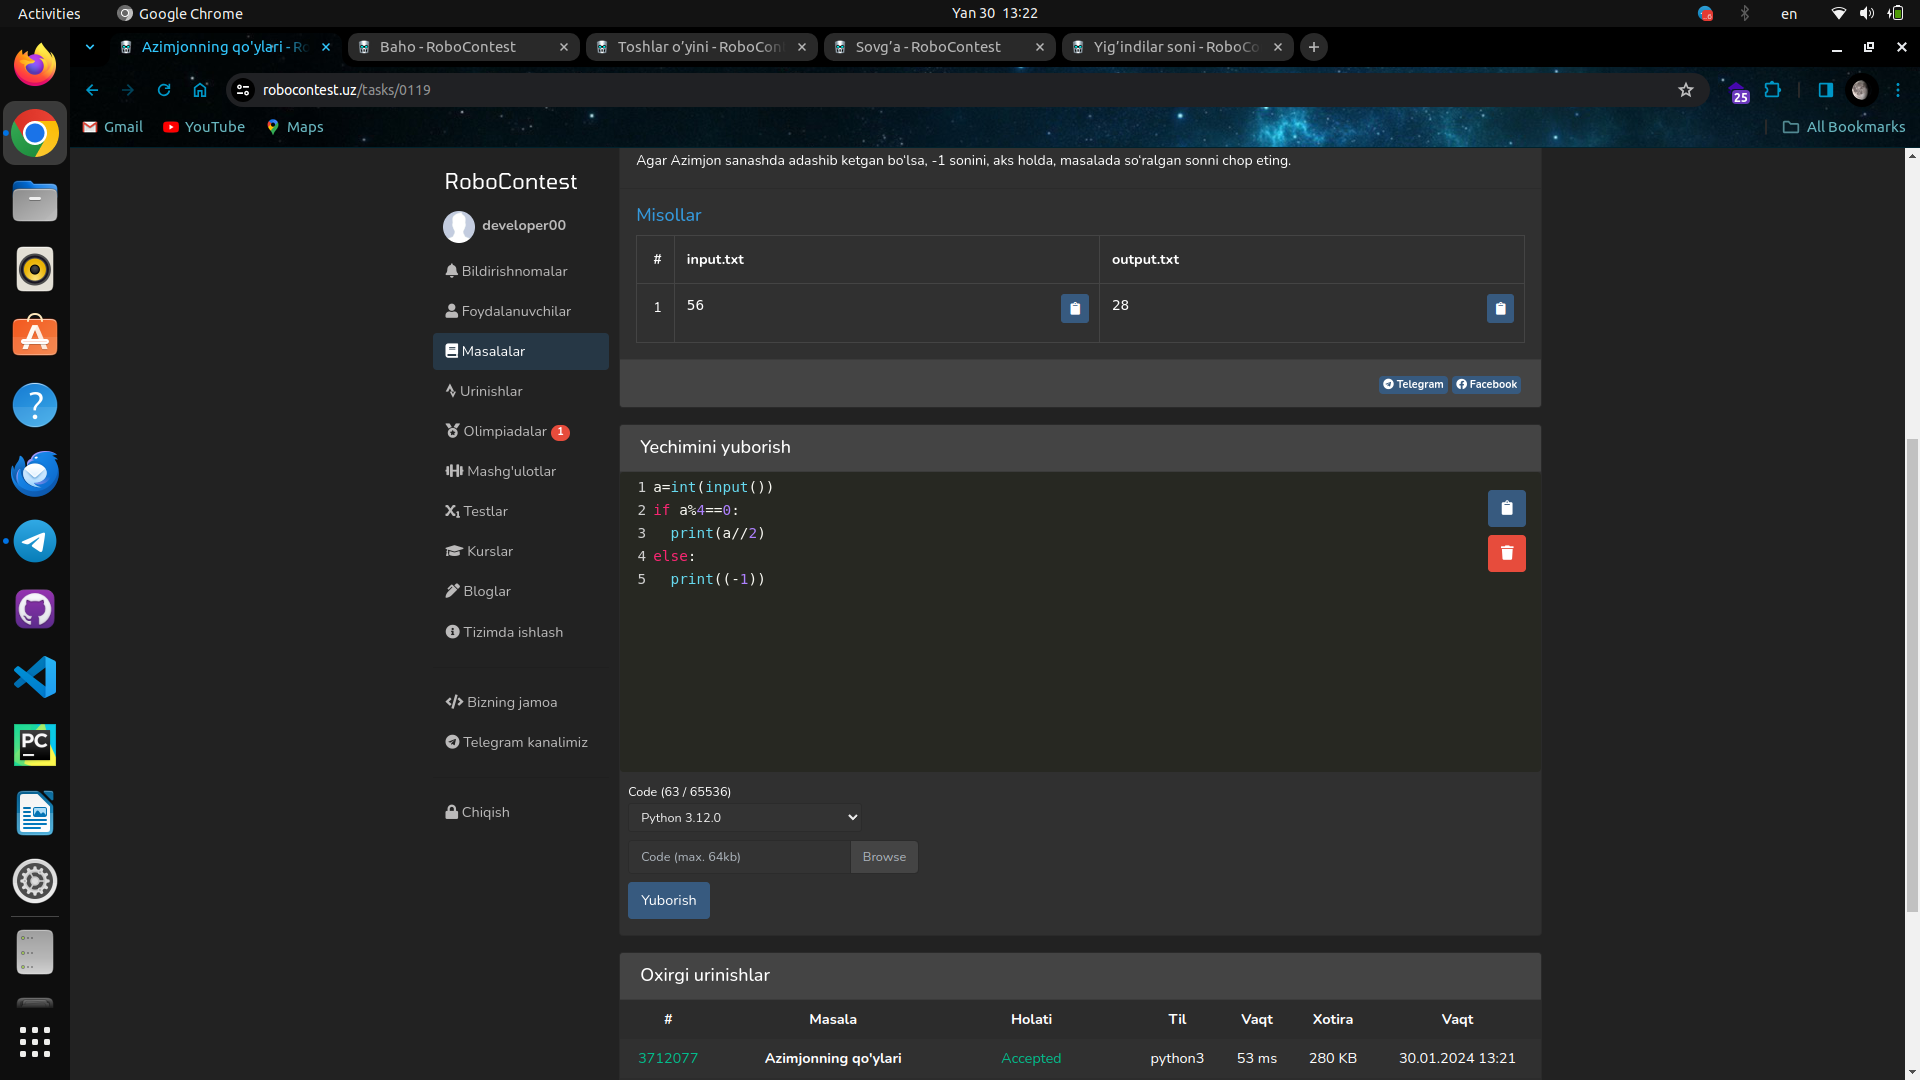 Activities
Google Chrome
Yan 30 13:22
en
Azimjonning qo'ylari - Ro
Baho - RoboContest
Toshlar o'yini - RoboCont
Sovg'a - RoboContest
Yig'indilar soni - RoboCo
robocontest.uz/tasks/0119
25
Gmail
YouTube
Maps
All Bookmarks
RoboContest
developer00
Bildirishnomalar
Foydalanuvchilar
Masalalar
Urinishlar
Olimpiadalar 1
Mashg'ulotlar
Testlar
Kurslar
Bloglar
Tizimda ishlash
Bizning jamoa
Telegram kanalimiz
Chiqish
Agar Azimjon sanashda adashib ketgan bo'lsa, -1 sonini, aks holda, masalada so'ralgan sonni chop eting.
Misollar
# input.txt output.txt
1 56 28
Telegram Facebook
Yechimini yuborish
1 a=int(input())
2 if a%4==0:
3   print(a//2)
4 else:
5   print((-1))
Code (63 / 65536)
Python 3.12.0
Code (max. 64kb) Browse
Yuborish
Oxirgi urinishlar
# Masala Holati Til Vaqt Xotira Vaqt
3712077 Azimjonning qo'ylari Accepted python3 53 ms 280 KB 30.01.2024 13:21